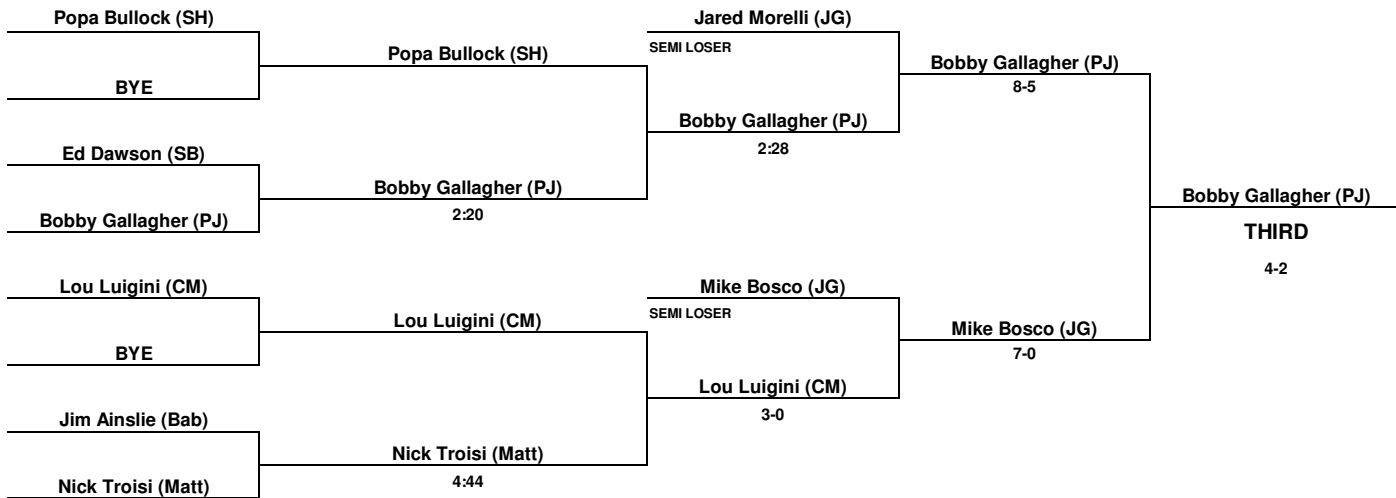 Popa Bullock (SH)
Jared Morelli (JG)
SEMI LOSER
Popa Bullock (SH)
Bobby Gallagher (PJ)
8-5
BYE
Bobby Gallagher (PJ)
2:28
Ed Dawson (SB)
Bobby Gallagher (PJ)
2:20
Bobby Gallagher (PJ)
THIRD
4-2
Bobby Gallagher (PJ)
Lou Luigini (CM)
Mike Bosco (JG)
SEMI LOSER
Lou Luigini (CM)
Mike Bosco (JG)
7-0
BYE
Lou Luigini (CM)
3-0
Jim Ainslie (Bab)
Nick Troisi (Matt)
4:44
Nick Troisi (Matt)